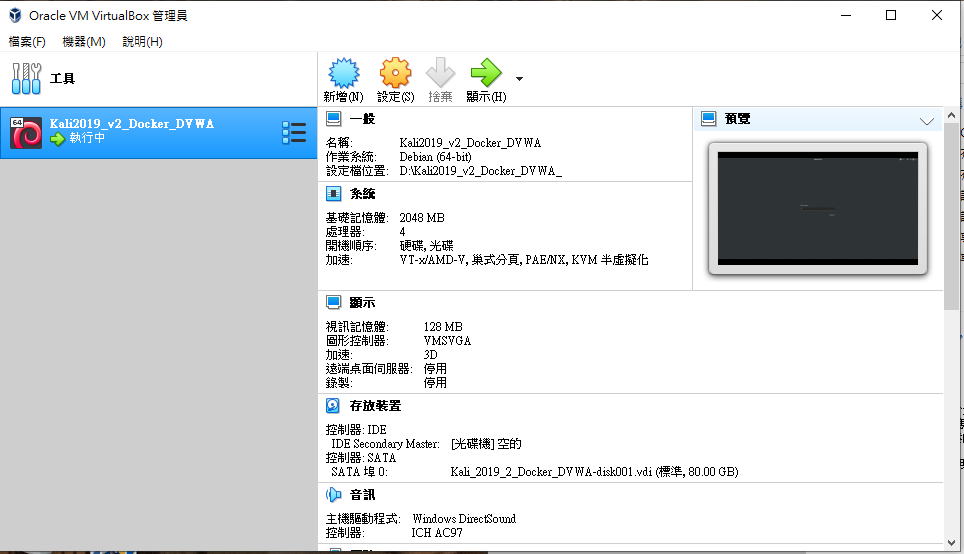 Oracle VM VirtualBox 管理員
檔案(F) 機器(M) 說明(H)
工具
新增(N) 設定(S) 捨棄 顯示(H)
64
Kali2019_v2_Docker_DVWA
執行中
一般
名稱: Kali2019_v2_Docker_DVWA
作業系統: Debian (64-bit)
設定檔位置: D:\Kali2019_v2_Docker_DVWA_
預覽
系統
基礎記憶體: 2048 MB
處理器: 4
開機順序: 硬碟, 光碟
加速: VT-x/AMD-V, 巢式分頁, PAE/NX, KVM 半虛擬化
顯示
視訊記憶體: 128 MB
圖形控制器: VMSVGA
加速: 3D
遠端桌面伺服器: 停用
錄製: 停用
存放裝置
控制器: IDE
IDE Secondary Master: [光碟機] 空的
控制器: SATA
SATA 埠 0: Kali_2019_2_Docker_DVWA-disk001.vdi (標準, 80.00 GB)
音訊
主機驅動程式: Windows DirectSound
控制器: ICH AC97